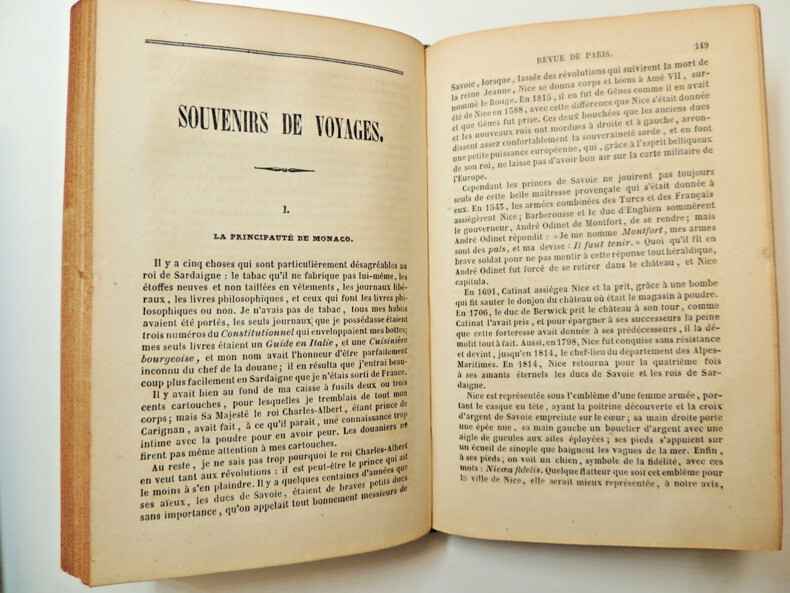 SOUVENIRS DE VOYAGES.
I.
LA PRINCIPAUTÉ DE MONACO.
Il y a cinq choses qui sont particulièrement désagréables au
roi de Sardaigne : le tabac qu'il ne fabrique pas lui-même, les
étoffes neuves et non taillées en vêtements, les journaux libé-
raux, les livres philosophiques, et ceux qui font les livres phi-
losophiques ou non. Je n'avais pas de tabac, tous mes habits
avaient été portés, les seuls journaux que je possédasse étaient
trois numéros du Constitutionnel qui enveloppaient mes bottes;
mes seuls livres étaient un Guide en Italie, et une Cuisinière
bourgeoise, et mon nom avait l'honneur d'être parfaitement
inconnu du chef de la douane; il en résulta que j'entrai beau-
coup plus facilement en Sardaigne que je n'étais sorti de France.
Il y avait bien au fond de ma caisse à fusils deux ou trois
cents cartouches, pour lesquelles je tremblais de tout mon
corps; mais Sa Majesté le roi Charles-Albert, étant prince de
Carignan, avait fait, à ce qu'il paraît, une connaissance trop
intime avec la poudre pour en avoir peur. Les douaniers ne
firent pas même attention à mes cartouches.
Au reste, je ne sais pas trop pourquoi le roi Charles-Albert
en veut tant aux révolutions : il est peut-être le prince qui ait
le moins à s'en plaindre. Il y a quelques centaines d'années que
ses aïeux, les ducs de Savoie, étaient de braves petits ducs
sans importance, qu'on appelait tout bonnement messieurs de
REVUE DE PARIS. 149
Savoie, lorsque, lassée des révolutions qui suivirent la mort de
la reine Jeanne, Nice se donna corps et biens à Amé VII, sur-
nommé le Rouge. En 1815, il en fut de Gênes comme il en avait
été de Nice en 1388, avec cette différence que Nice s'était donnée
et que Gênes fut prise. Ces deux bouchées que les anciens ducs
et les nouveaux rois ont mordues à droite et à gauche, arron-
dissent assez confortablement la souveraineté sarde, et en font
une petite puissance européenne, qui, grâce à l'esprit belliqueux
de son roi, ne laisse pas d'avoir bon air sur la carte militaire de
l'Europe.
Cependant les princes de Savoie ne jouirent pas toujours
seuls de cette belle maîtresse provençale qui s'était donnée à
eux. En 1543, les armées combinées des Turcs et des Français
assiégèrent Nice; Barberousse et le duc d'Enghien sommèrent
le gouverneur, André Odinet de Montfort, de se rendre; mais
André Odinet répondit : « Je me nomme Montfort, mes armes
sont des pals, et ma devise : Il faut tenir. » Quoi qu'il fît en
brave soldat pour ne pas mentir à cette réponse tout héraldique,
André Odinet fut forcé de se retirer dans le château, et Nice
capitula.
En 1691, Catinat assiégea Nice et la prit, grâce à une bombe
qui fit sauter le donjon du château où était le magasin à poudre.
En 1706, le duc de Berwick prit le château à son tour, comme
Catinat l'avait pris, et pour épargner à ses successeurs la peine
que cette forteresse avait donnée à ses prédécesseurs, il la dé-
molit tout à fait. Aussi, en 1798, Nice fut conquise sans résistance
et devint, jusqu'en 1814, le chef-lieu du département des Alpes-
Maritimes. En 1814, Nice retourna pour la quatrième fois
à ses amants éternels les ducs de Savoie et les rois de Sar-
daigne.
Nice est représentée sous l'emblème d'une femme armée, por-
tant le casque en tête, ayant la poitrine découverte et la croix
d'argent de Savoie empreinte sur le cœur; sa main droite porte
une épée nue, sa main gauche un bouclier d'argent avec une
aigle de gueules aux ailes éployées; ses pieds s'appuient sur
un écueil de sinople que baignent les vagues de la mer. Enfin,
à ses pieds, on voit un chien, symbole de la fidélité, avec ces
mots : Nicæa fidelis. Quelque flatteur que soit cet emblème pour
la ville de Nice, elle serait mieux représentée, à notre avis,